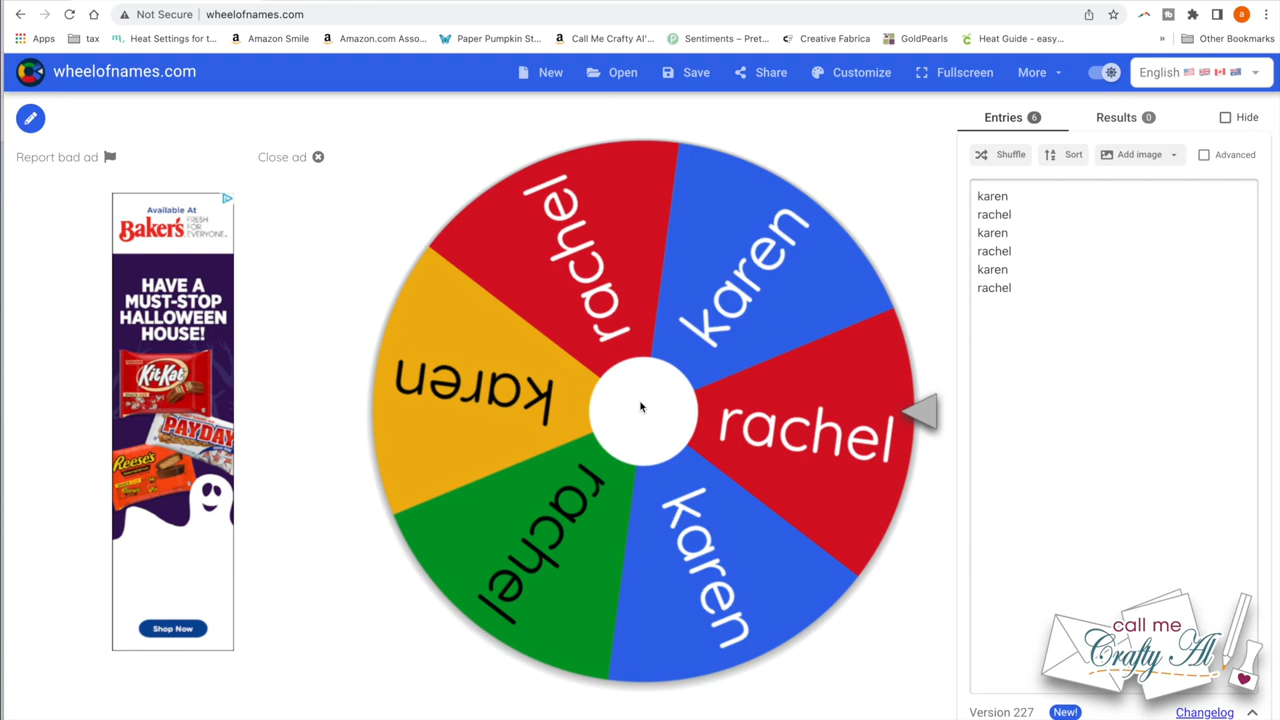 Not Secure | wheelofnames.com
a
Apps tax Heat Settings for t... Amazon Smile Amazon.com Asso... Paper Pumpkin St... Call Me Crafty Al'... Sentiments – Pret... Creative Fabrica GoldPearls Heat Guide - easy... » Other Bookmarks
wheelofnames.com New Open Save Share Customize Fullscreen More English
Entries 6 Results 0 Hide
Report bad ad Close ad
Shuffle Sort Add image Advanced
Available At
Baker's FRESH FOR EVERYONE.
HAVE A
MUST-STOP
HALLOWEEN
HOUSE!
KitKat
PAYDAY
Reese's
Shop Now
rachel
karen
rachel
karen
rachel
karen
karen
rachel
karen
rachel
karen
rachel
call me
Crafty Al
Version 227 New! Changelog